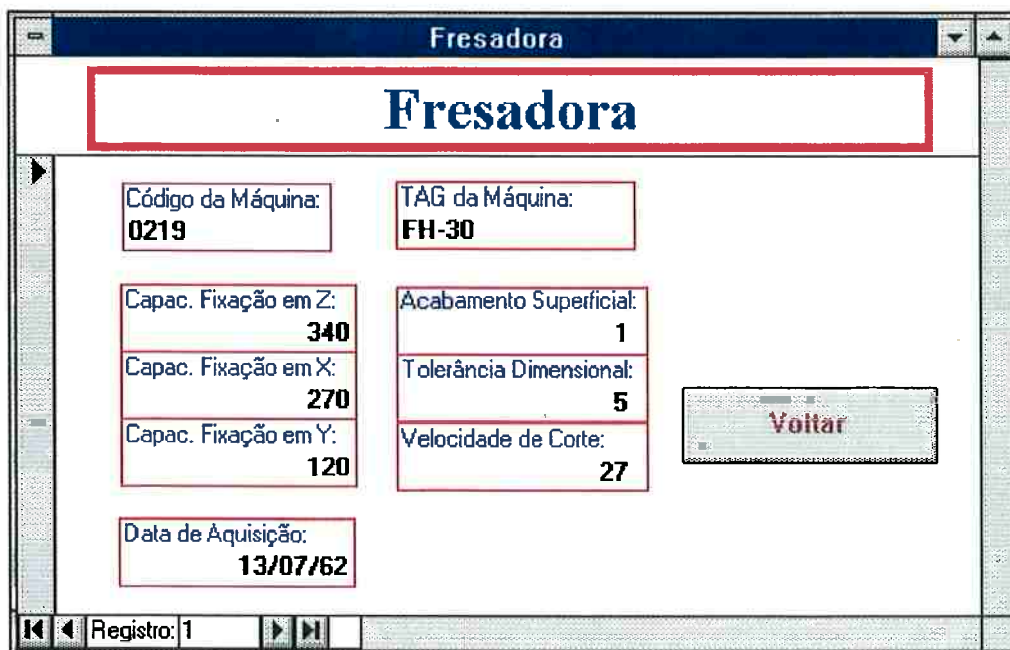 Fresadora
Fresadora
Código da Máquina:
0219
TAG da Máquina:
FH-30
Capac. Fixação em Z:
340
Capac. Fixação em X:
270
Capac. Fixação em Y:
120
Acabamento Superficial:
1
Tolerância Dimensional:
5
Velocidade de Corte:
27
Voltar
Data de Aquisição:
13/07/62
Registro: 1